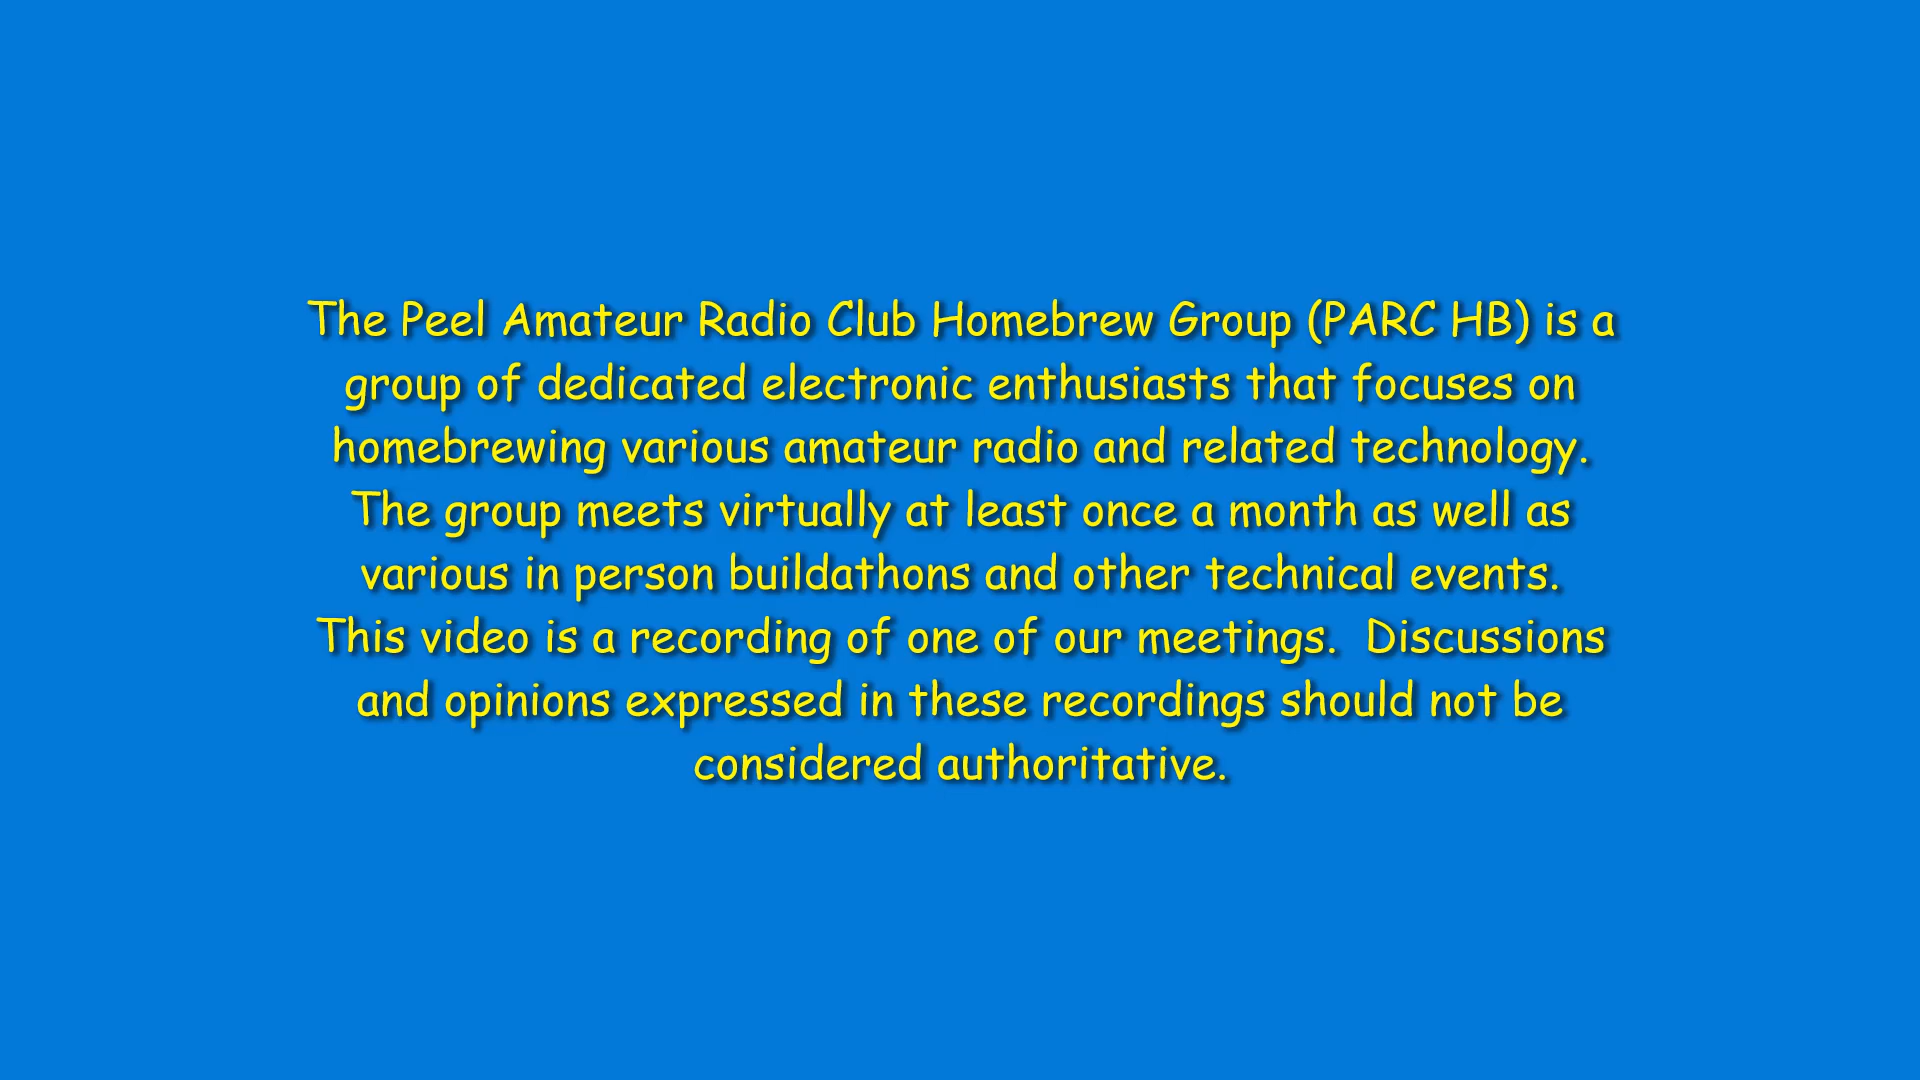 The Peel Amateur Radio Club Homebrew Group (PARC HB) is a
group of dedicated electronic enthusiasts that focuses on
homebrewing various amateur radio and related technology.
The group meets virtually at least once a month as well as
various in person buildathons and other technical events.
This video is a recording of one of our meetings.  Discussions
and opinions expressed in these recordings should not be
considered authoritative.